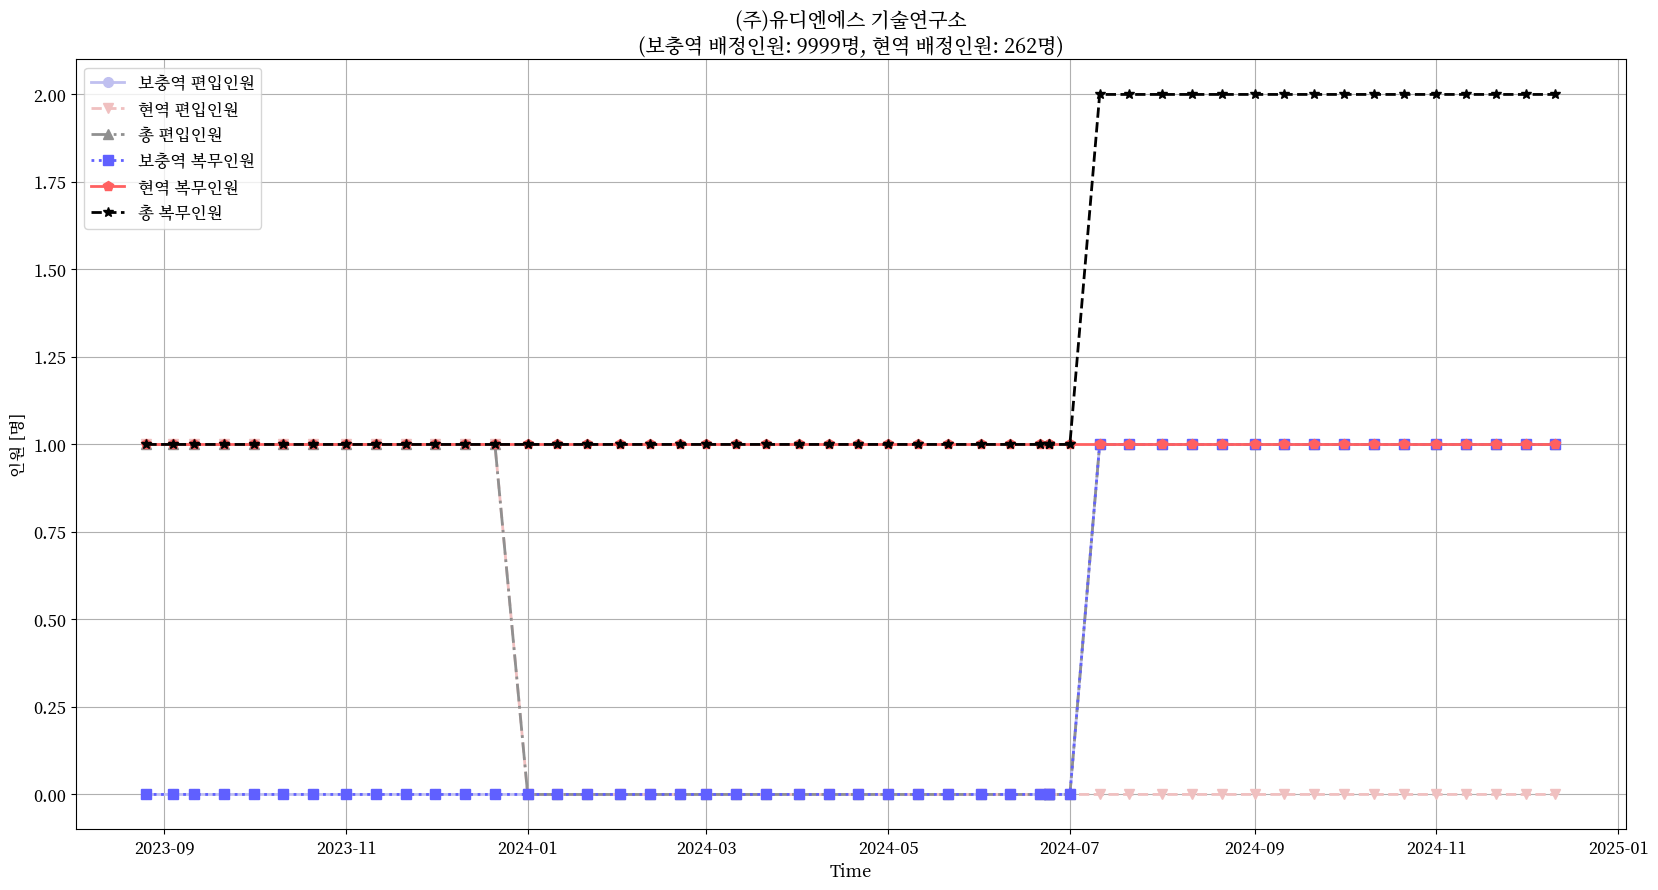 (주)유디엔에스 기술연구소
(보충역 배정인원: 9999명, 현역 배정인원: 262명)
보충역 편입인원
현역 편입인원
총 편입인원
보충역 복무인원
현역 복무인원
총 복무인원
2.00
1.75
1.50
1.25
1.00
0.75
0.50
0.25
0.00
인원 [명]
2023-09
2023-11
2024-01
2024-03
2024-05
2024-07
2024-09
2024-11
2025-01
Time